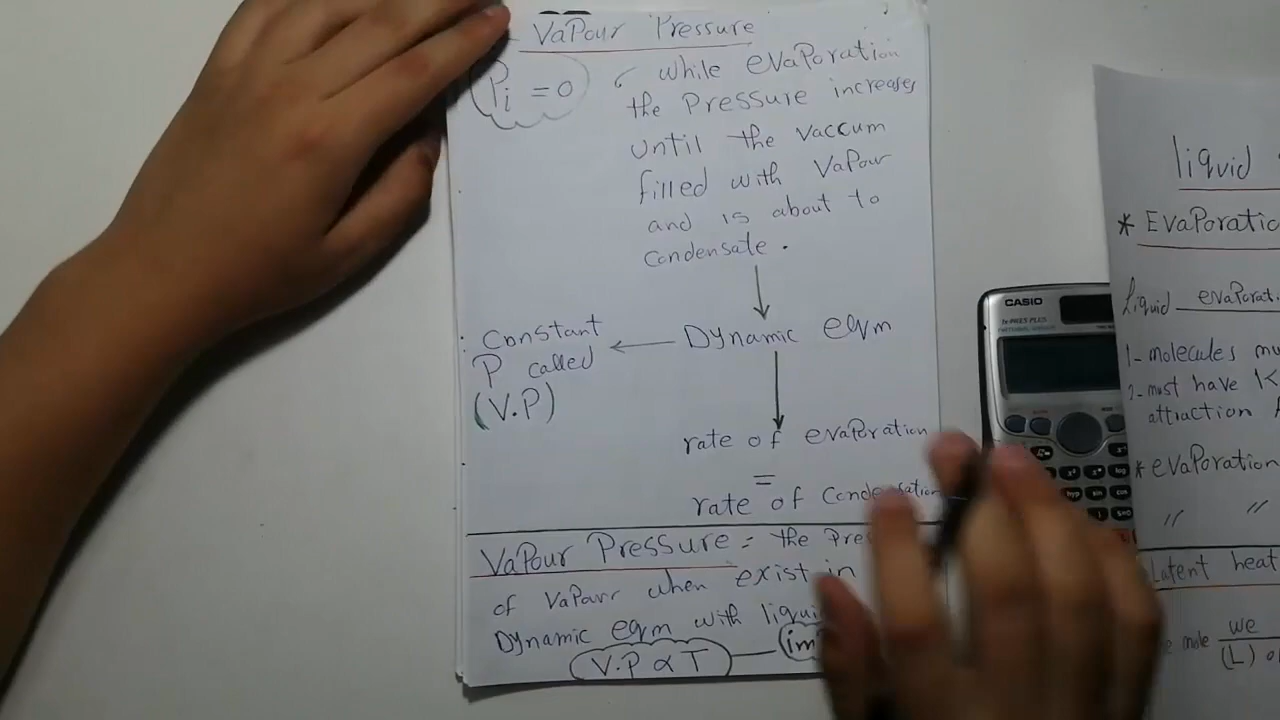 VaPour Pressure
Pi = 0
while evaPoration
the Pressure increases
until the vaccum
filled with VaPour
and is about to
Condensate.
Dynamic eqm
Constant
P called
(V.P)
rate of evaPoration
=
rate of Condensation
VaPour Pressure = the
of VaPour when exist in
Dynamic eqm with
V.P ∝ T
liquid
* EvaPoratio
liquid evaPorat.
1- molecules
2- must have
attraction
* evaPoration
" "
Latent heat
mole we
(L)
CASIO